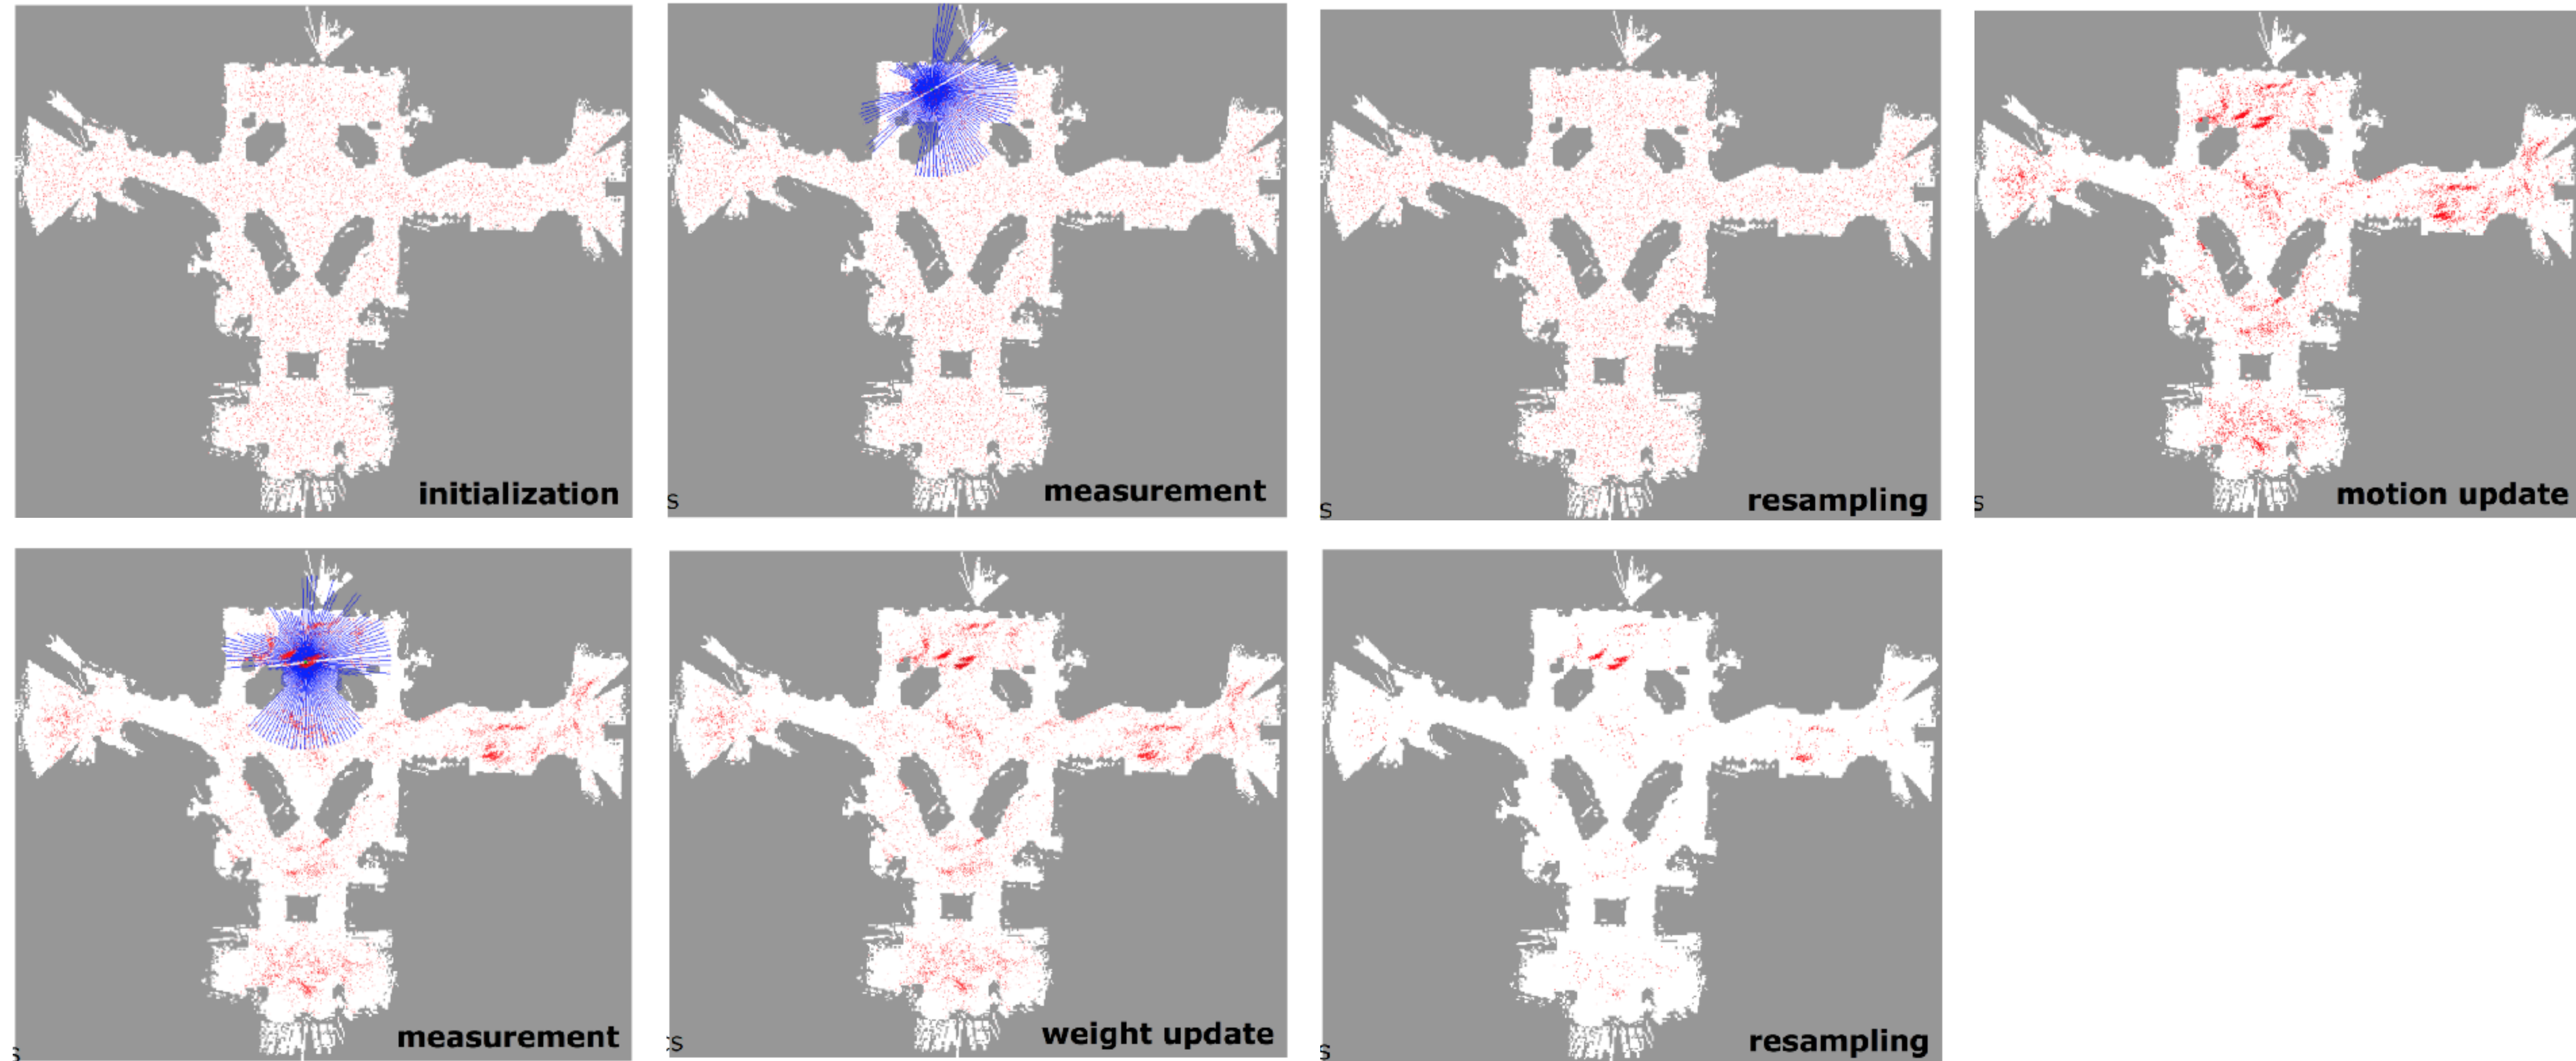 initialization
s
measurement
s
resampling
s
motion update
s
measurement
s
weight update
s
resampling